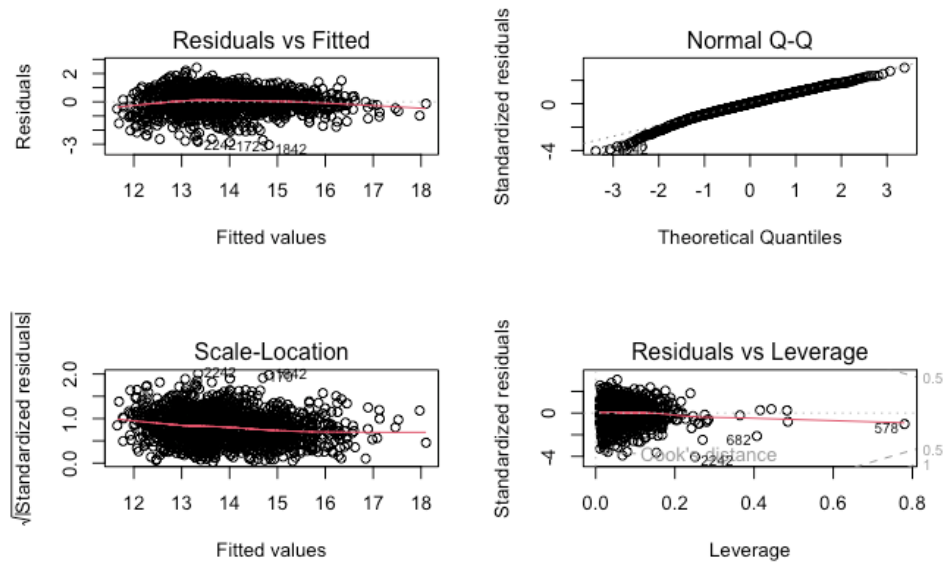 Residuals vs Fitted
Residuals
2
0
-3
2242
1723
1842
12 13 14 15 16 17 18
Fitted values
Normal Q-Q
Standardized residuals
0
-4
-3 -2 -1 0 1 2 3
Theoretical Quantiles
Scale-Location
√|Standardized residuals|
2.0
1.0
0.0
2242
12 13 14 15 16 17 18
Fitted values
Residuals vs Leverage
Standardized residuals
0
-4
0.5
578
682
0.5
Cook's distance
2242
1
0.0 0.2 0.4 0.6 0.8
Leverage